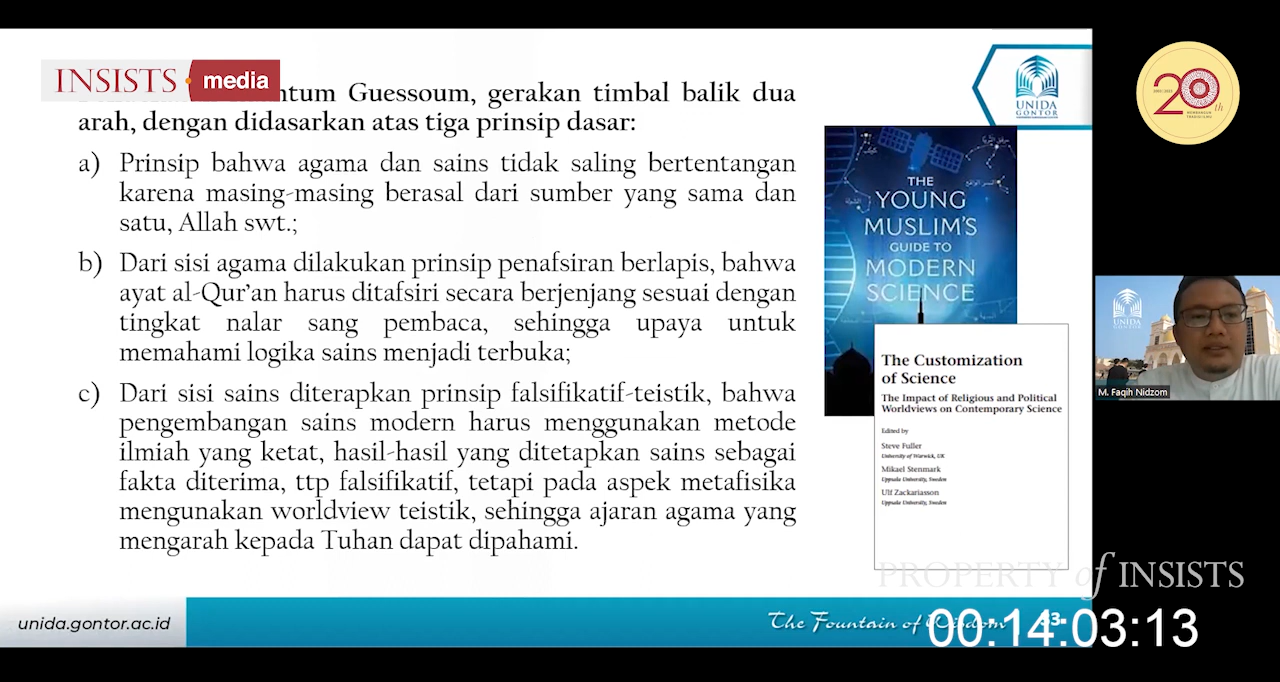 INSISTS media
ntum Guessoum, gerakan timbal balik dua
arah, dengan didasarkan atas tiga prinsip dasar:
a) Prinsip bahwa agama dan sains tidak saling bertentangan
karena masing-masing berasal dari sumber yang sama dan
satu, Allah swt.;
b) Dari sisi agama dilakukan prinsip penafsiran berlapis, bahwa
ayat al-Qur'an harus ditafsiri secara berjenjang sesuai dengan
tingkat nalar sang pembaca, sehingga upaya untuk
memahami logika sains menjadi terbuka;
c) Dari sisi sains diterapkan prinsip falsifikatif-teistik, bahwa
pengembangan sains modern harus menggunakan metode
ilmiah yang ketat, hasil-hasil yang ditetapkan sains sebagai
fakta diterima, ttp falsifikatif, tetapi pada aspek metafisika
mengunakan worldview teistik, sehingga ajaran agama yang
mengarah kepada Tuhan dapat dipahami.
UNIDA
GONTOR
THE
YOUNG
MUSLIM'S
GUIDE TO
MODERN
SCIENCE
The Customization
of Science
The Impact of Religious and Political
Worldviews on Contemporary Science
Edited by
Steve Fuller
University of Warwick, UK
Mikael Stenmark
Uppsala University, Sweden
Ulf Zackariasson
Uppsala University, Sweden
20th
UNIDA
GONTOR
M. Faqih Nidzom
PROPERTY of INSISTS
unida.gontor.ac.id
The Fountain of Wisdom
00:14:03:13